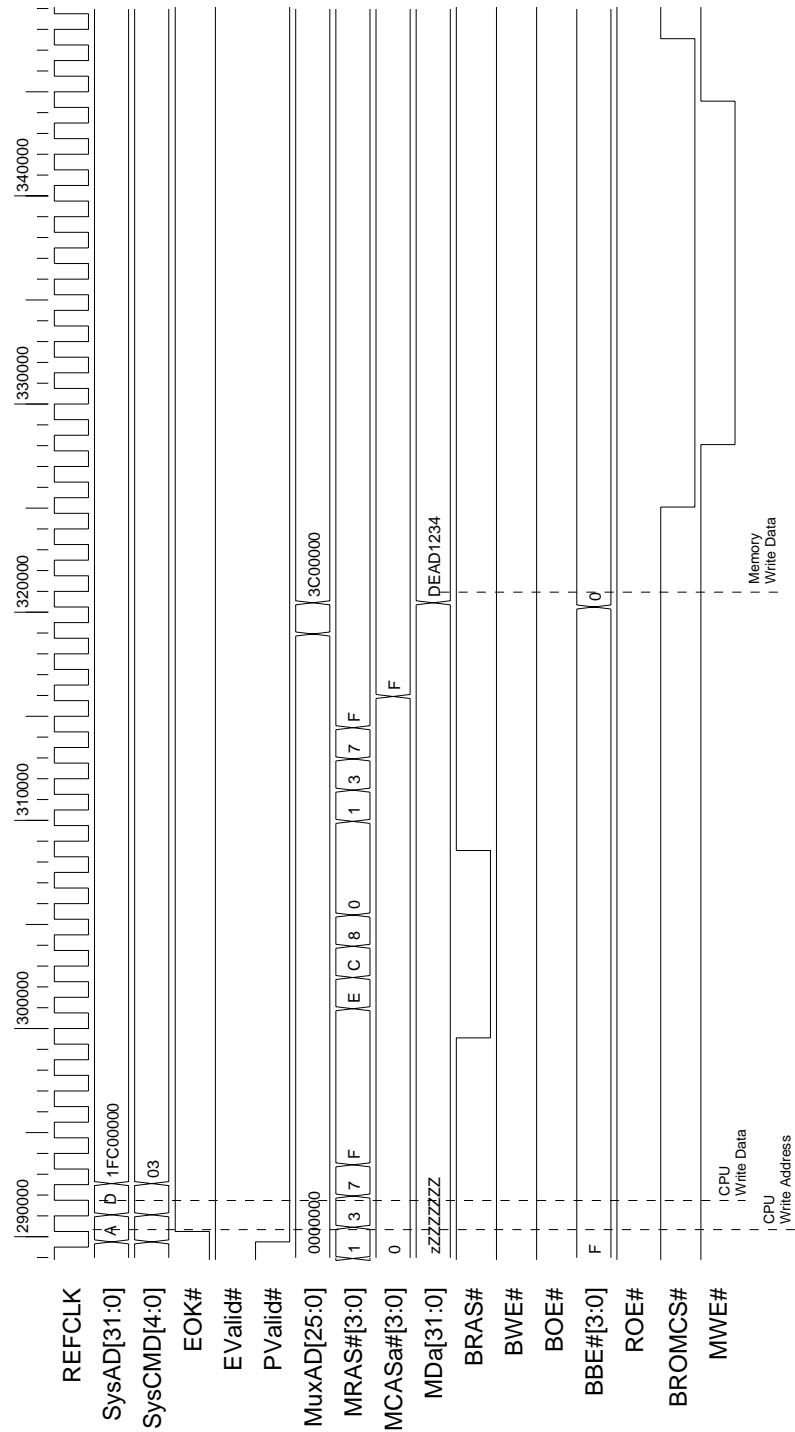 290000 300000 310000 320000 330000 340000
REFCLK
SysAD[31:0] A D 1FC00000
SysCMD[4:0] 03
EOK#
EValid#
PValid#
MuxAD[25:0] 0000000 3C00000
MRAS#[3:0] 1 3 7 F E C 8 0 1 3 7 F
MCASa#[3:0] 0 F
MDa[31:0] zZZZZZZZ DEAD1234
BRAS#
BWE#
BOE#
BBE#[3:0] F 0
ROE#
BROMCS#
MWE#
CPU
Write Data
CPU
Write Address
Memory
Write Data